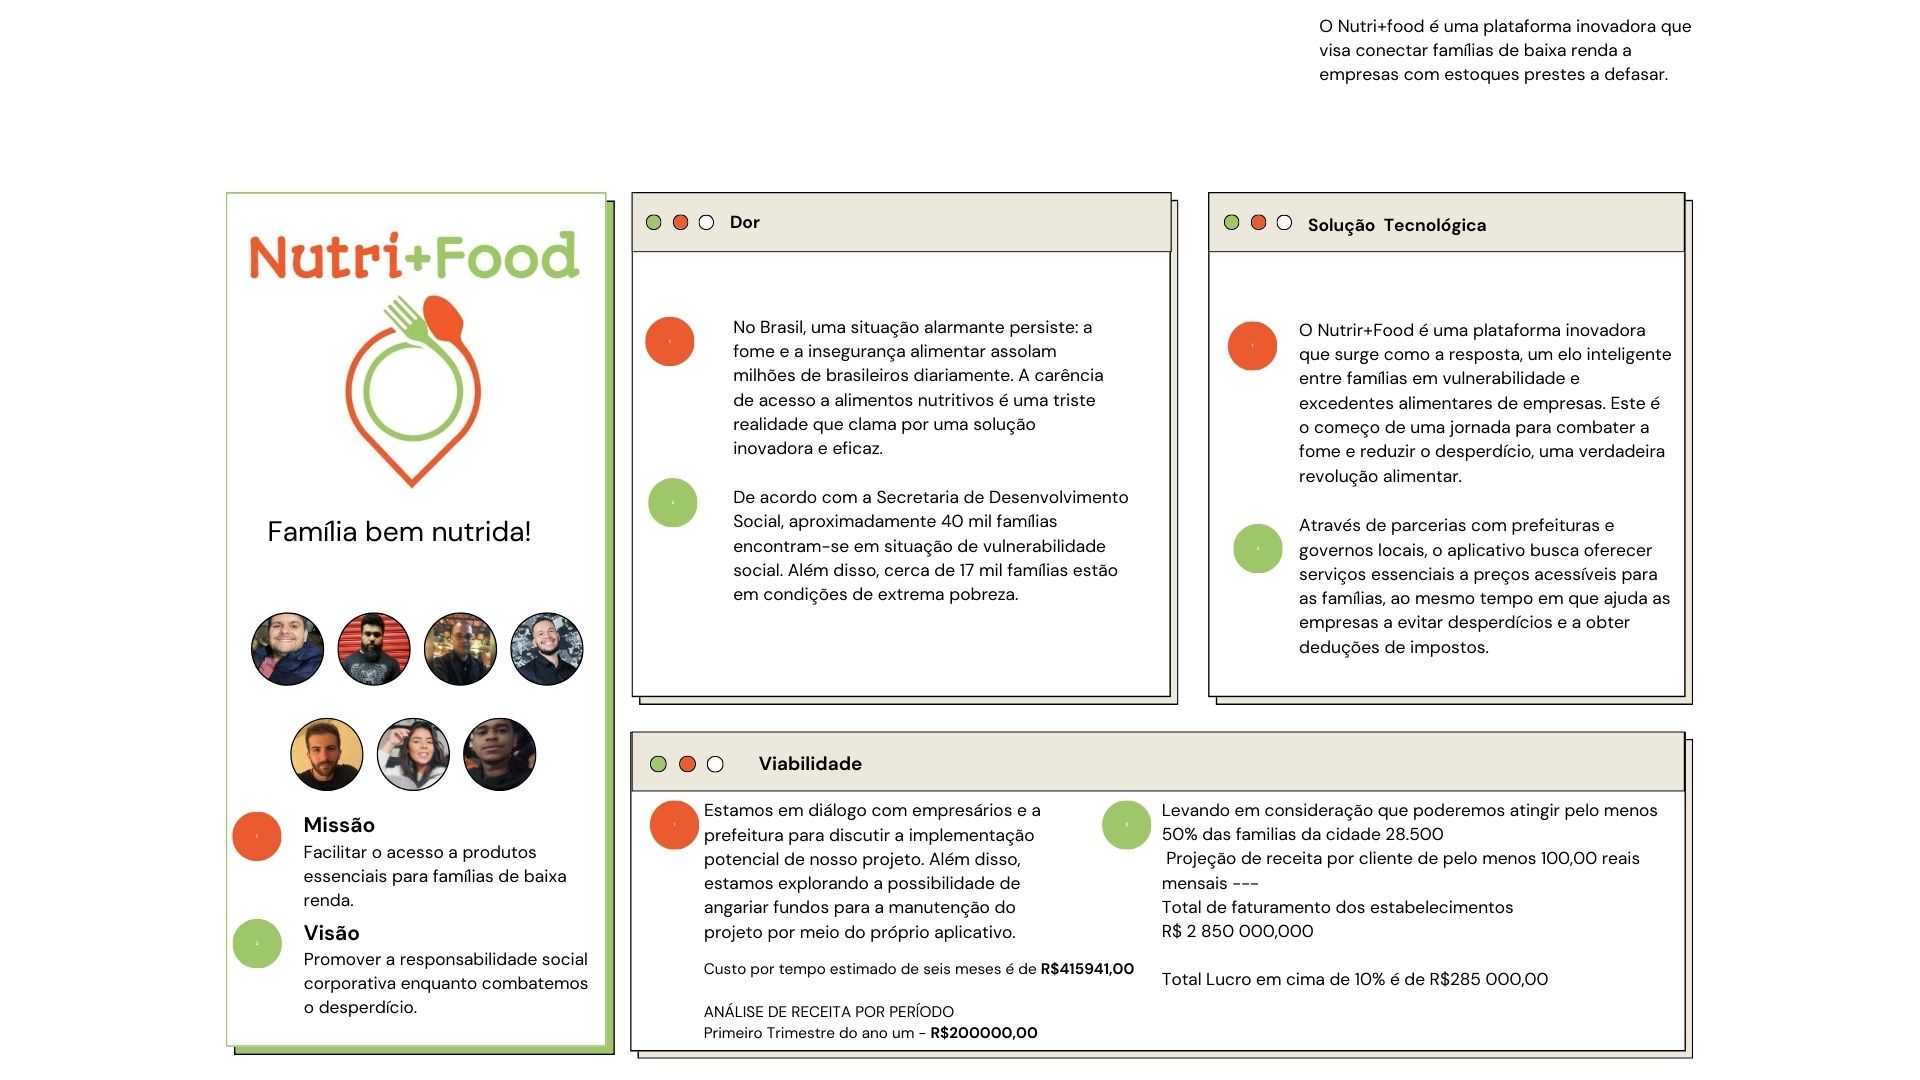 O Nutri+food é uma plataforma inovadora que
visa conectar famílias de baixa renda a
empresas com estoques prestes a defasar.
Nutri+Food
Família bem nutrida!
Missão
Facilitar o acesso a produtos
essenciais para famílias de baixa
renda.
Visão
Promover a responsabilidade social
corporativa enquanto combatemos
o desperdício.
Dor
No Brasil, uma situação alarmante persiste: a
fome e a insegurança alimentar assolam
milhões de brasileiros diariamente. A carência
de acesso a alimentos nutritivos é uma triste
realidade que clama por uma solução
inovadora e eficaz.
De acordo com a Secretaria de Desenvolvimento
Social, aproximadamente 40 mil famílias
encontram-se em situação de vulnerabilidade
social. Além disso, cerca de 17 mil famílias estão
em condições de extrema pobreza.
Solução Tecnológica
O Nutrir+Food é uma plataforma inovadora
que surge como a resposta, um elo inteligente
entre famílias em vulnerabilidade e
excedentes alimentares de empresas. Este é
o começo de uma jornada para combater a
fome e reduzir o desperdício, uma verdadeira
revolução alimentar.
Através de parcerias com prefeituras e
governos locais, o aplicativo busca oferecer
serviços essenciais a preços acessíveis para
as famílias, ao mesmo tempo em que ajuda as
empresas a evitar desperdícios e a obter
deduções de impostos.
Viabilidade
Estamos em diálogo com empresários e a
prefeitura para discutir a implementação
potencial de nosso projeto. Além disso,
estamos explorando a possibilidade de
angariar fundos para a manutenção do
projeto por meio do próprio aplicativo.
Custo por tempo estimado de seis meses é de R$415941,00
ANÁLISE DE RECEITA POR PERÍODO
Primeiro Trimestre do ano um - R$200000,00
Levando em consideração que poderemos atingir pelo menos
50% das familias da cidade 28.500
Projeção de receita por cliente de pelo menos 100,00 reais
mensais ---
Total de faturamento dos estabelecimentos
R$ 2 850 000,000
Total Lucro em cima de 10% é de R$285 000,00